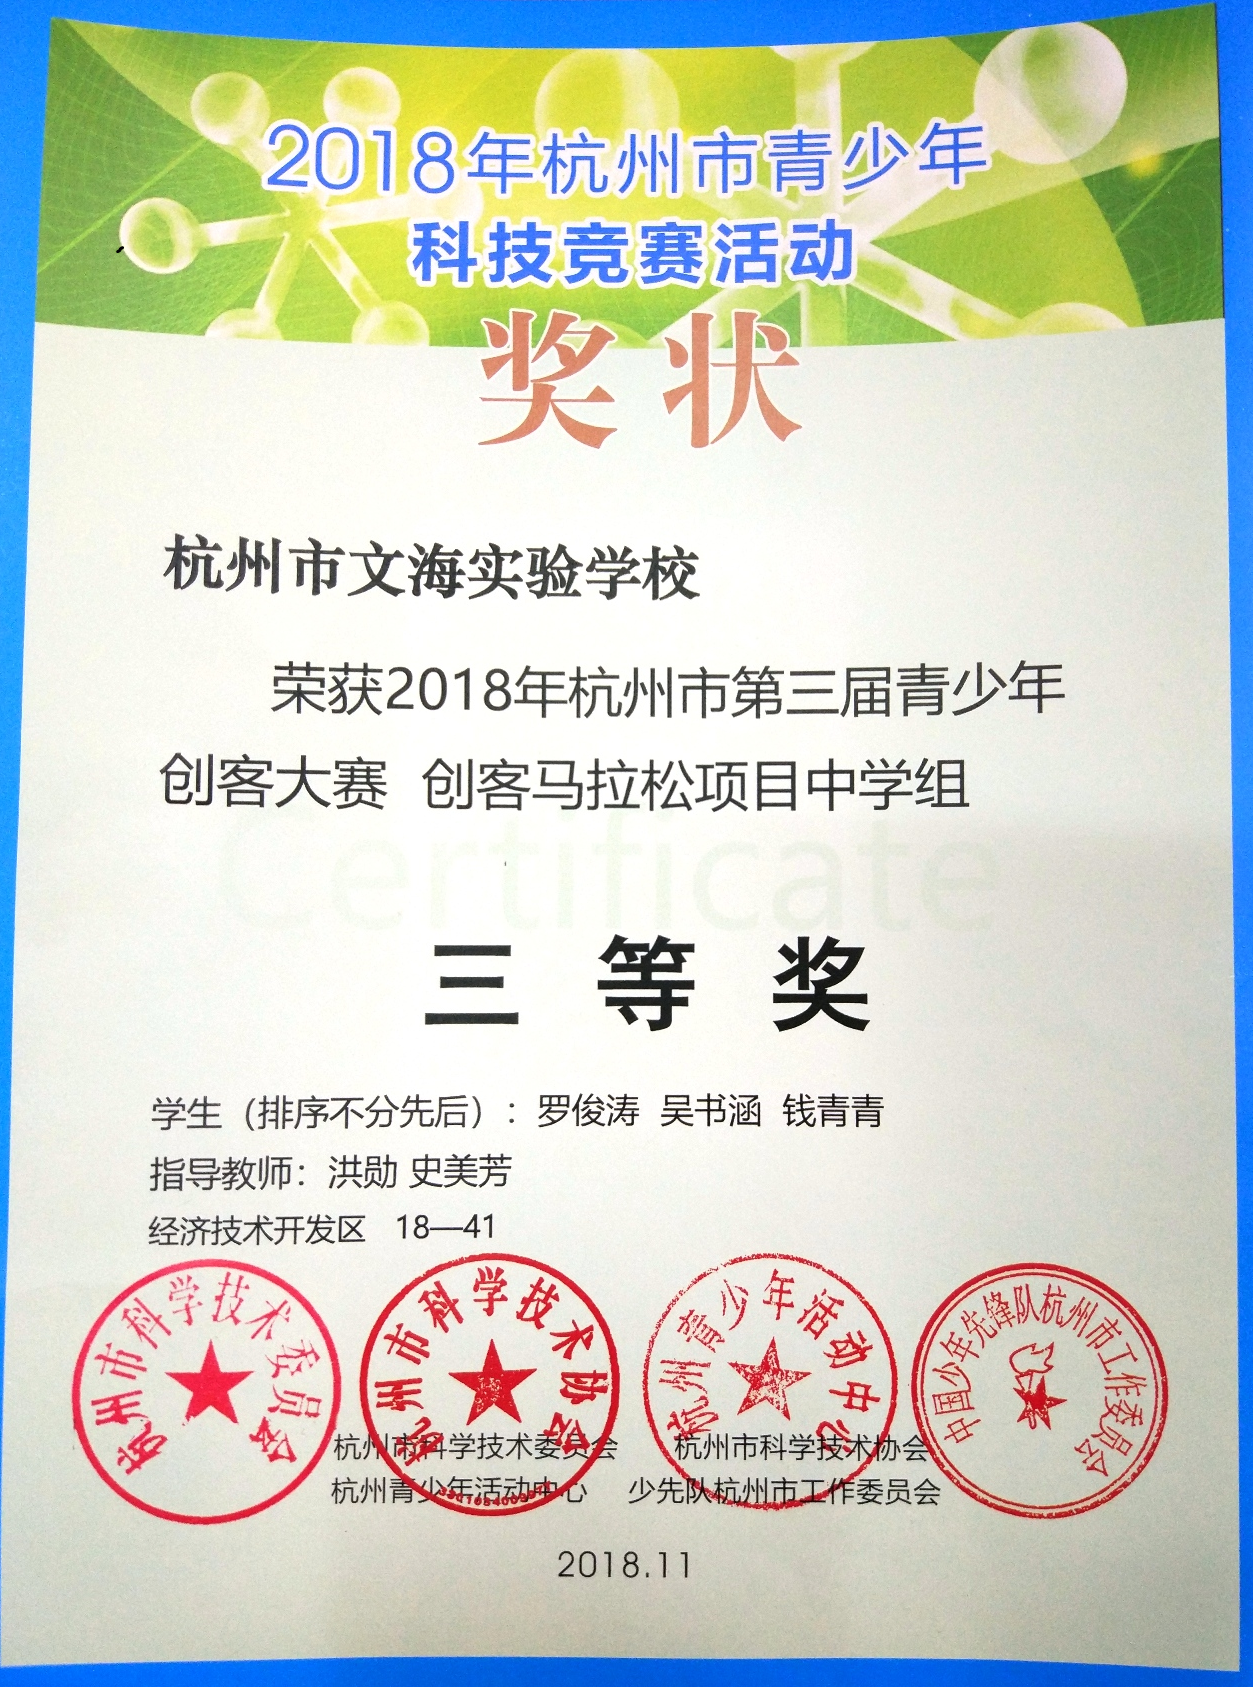 2018年杭州市青少年
科技竞赛活动
奖状
杭州市文海实验学校
荣获2018年杭州市第三届青少年
创客大赛 创客马拉松项目中学组
Certificate
三等奖
学生（排序不分先后）：罗俊涛 吴书涵 钱青青
指导教师：洪勋 史美芳
经济技术开发区 18—41
杭州市科学技术委员会
杭州市科学技术协会
杭州青少年活动中心
中国少年先锋队杭州市工作委员会
杭州市科学技术委员会 杭州市科学技术协会
杭州青少年活动中心 少先队杭州市工作委员会
2018.11